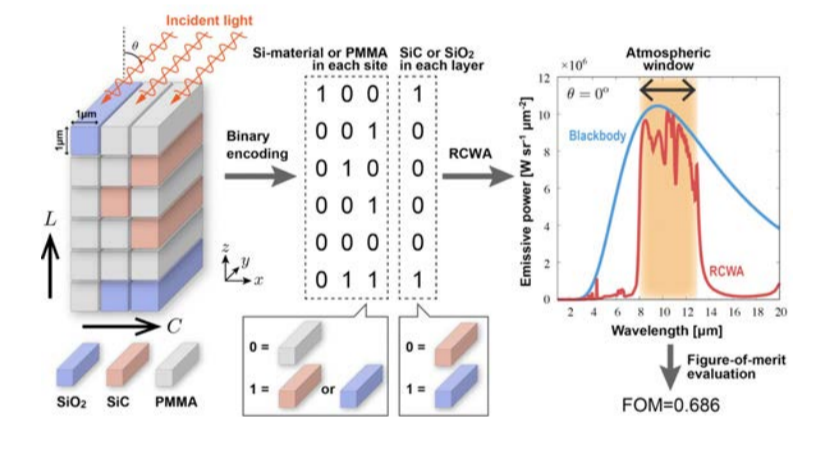 Incident light
θ
1μm
1μm
L
C
z
y
x
SiO₂
SiC
PMMA
Binary
encoding
Si-material or PMMA
in each site
SiC or SiO₂
in each layer
1 0 0 1
0 0 1 0
0 1 0 0
0 0 1 0
0 0 0 0
0 1 1 1
0 =
1 =
or
0 =
1 =
RCWA
Atmospheric
window
×10⁶
θ = 0°
Blackbody
RCWA
Emissive power [W sr⁻¹ μm⁻²]
12
10
8
6
4
2
0
2 4 6 8 10 12 14 16 18 20
Wavelength [μm]
Figure-of-merit
evaluation
FOM=0.686